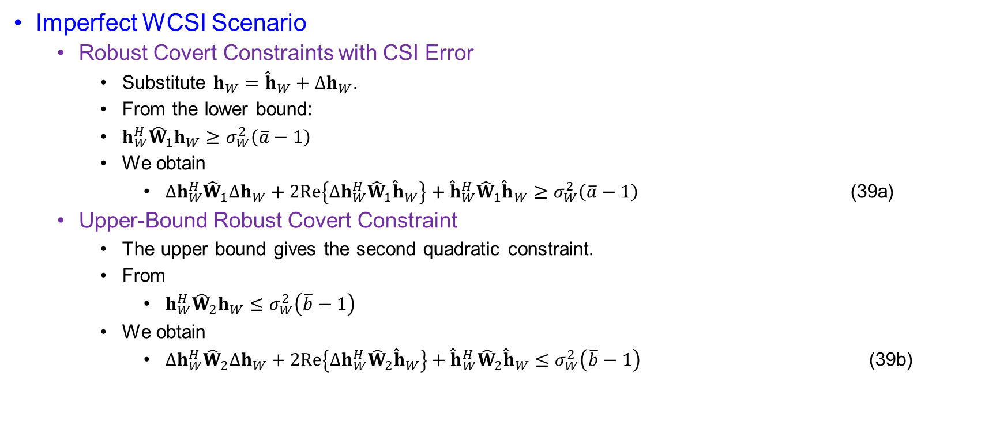 • Imperfect WCSI Scenario
• Robust Covert Constraints with CSI Error
• Substitute 𝐡_W = 𝐡̂_W + Δ𝐡_W.
• From the lower bound:
• 𝐡_W^H 𝐖̂_1 𝐡_W ≥ σ_W^2(a̅ − 1)
• We obtain
• Δ𝐡_W^H 𝐖̂_1 Δ𝐡_W + 2Re{Δ𝐡_W^H 𝐖̂_1 𝐡̂_W} + 𝐡̂_W^H 𝐖̂_1 𝐡̂_W ≥ σ_W^2(a̅ − 1) (39a)
• Upper-Bound Robust Covert Constraint
• The upper bound gives the second quadratic constraint.
• From
• 𝐡_W^H 𝐖̂_2 𝐡_W ≤ σ_W^2(b̅ − 1)
• We obtain
• Δ𝐡_W^H 𝐖̂_2 Δ𝐡_W + 2Re{Δ𝐡_W^H 𝐖̂_2 𝐡̂_W} + 𝐡̂_W^H 𝐖̂_2 𝐡̂_W ≤ σ_W^2(b̅ − 1) (39b)